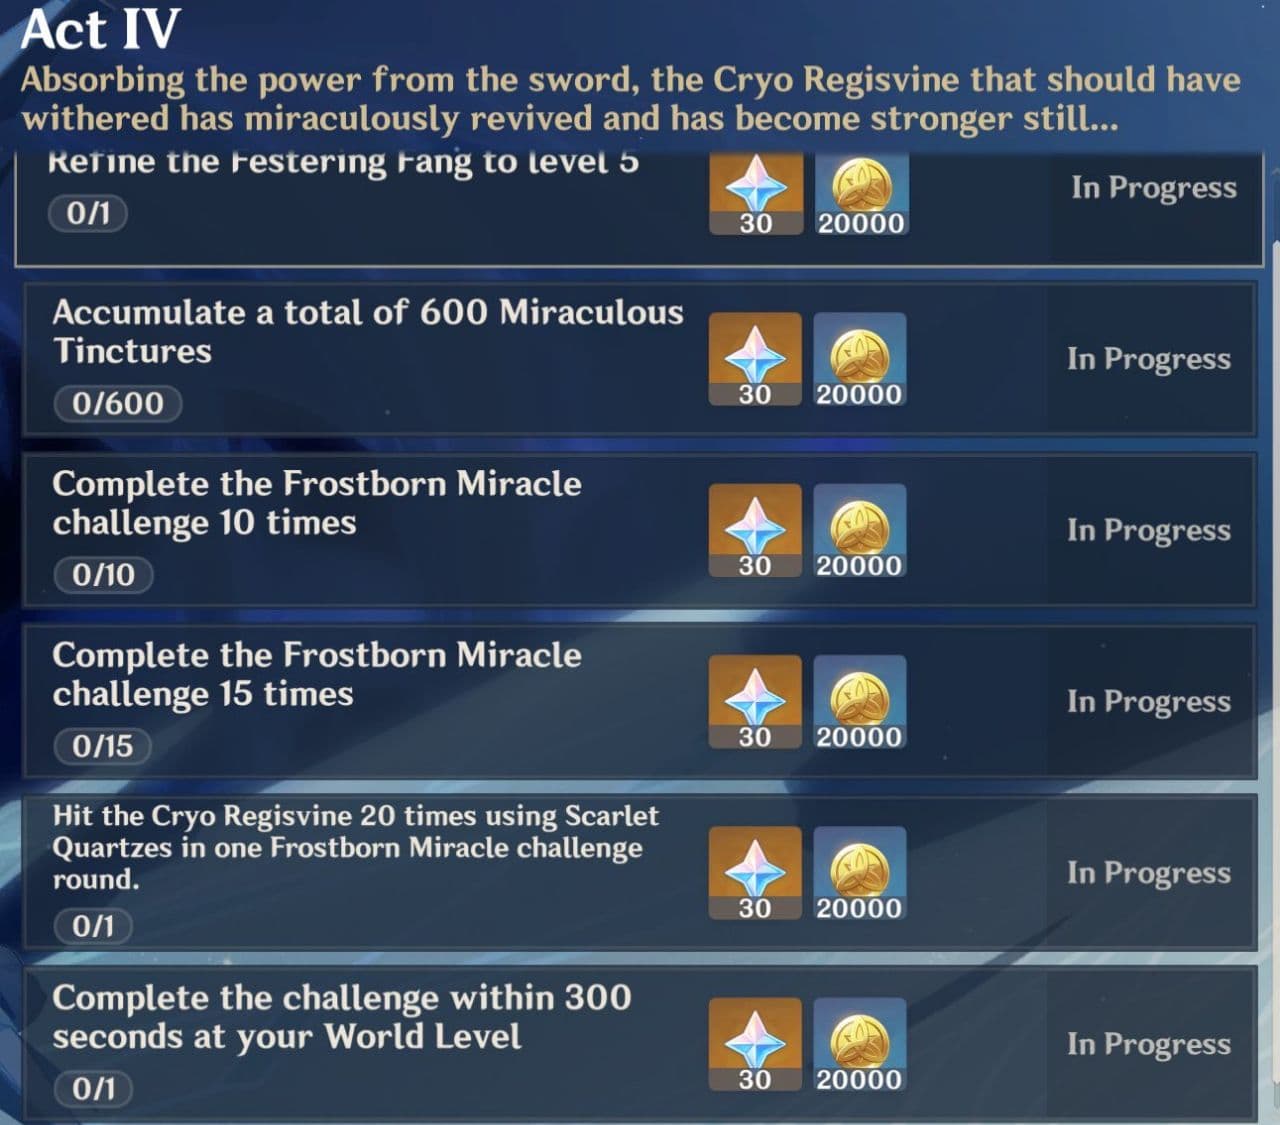 Act IV
Absorbing the power from the sword, the Cryo Regisvine that should have
withered has miraculously revived and has become stronger still...
Refine the Festering Fang to level 5
0/1
30
20000
In Progress
Accumulate a total of 600 Miraculous
Tinctures
0/600
30
20000
In Progress
Complete the Frostborn Miracle
challenge 10 times
0/10
30
20000
In Progress
Complete the Frostborn Miracle
challenge 15 times
0/15
30
20000
In Progress
Hit the Cryo Regisvine 20 times using Scarlet
Quartzes in one Frostborn Miracle challenge
round.
0/1
30
20000
In Progress
Complete the challenge within 300
seconds at your World Level
0/1
30
20000
In Progress